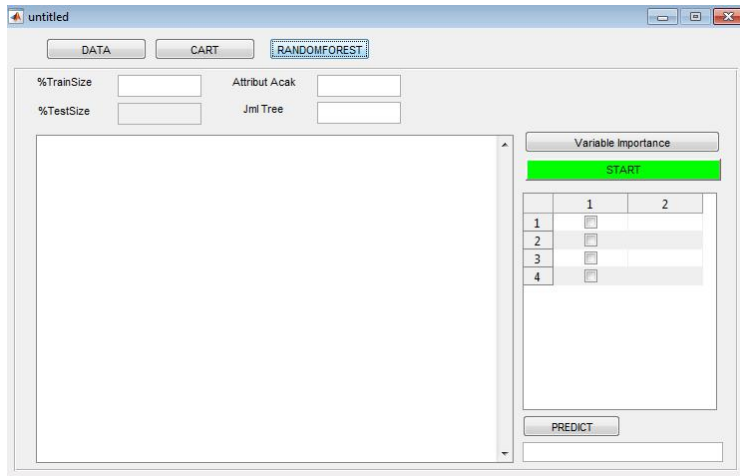 untitled
DATA CART RANDOMFOREST
%TrainSize Attribut Acak
%TestSize Jml Tree
Variable Importance
START
1 2
1
2
3
4
PREDICT